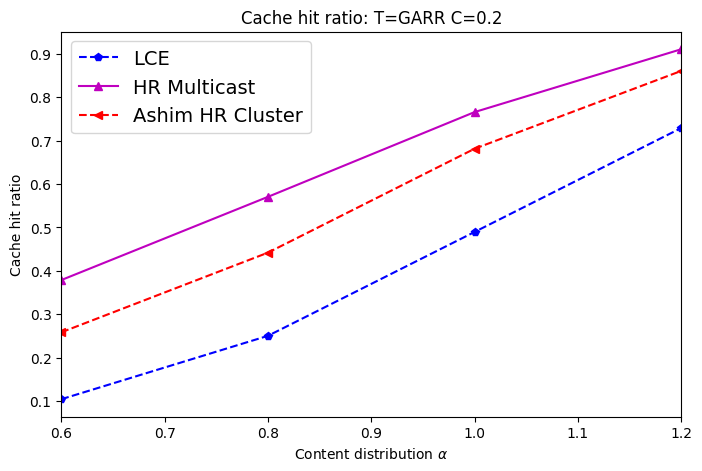 Cache hit ratio: T=GARR C=0.2
LCE
HR Multicast
Ashim HR Cluster
Cache hit ratio
0.9
0.8
0.7
0.6
0.5
0.4
0.3
0.2
0.1
0.6 0.7 0.8 0.9 1.0 1.1 1.2
Content distribution α